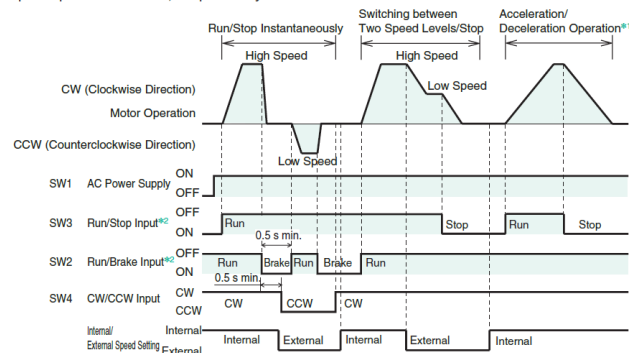 Switching between Acceleration/
Run/Stop Instantaneously Two Speed Levels/Stop Deceleration Operation*1
High Speed High Speed
CW (Clockwise Direction) Low Speed
Motor Operation
CCW (Counterclockwise Direction)
Low Speed
SW1 AC Power Supply ON
OFF
SW3 Run/Stop Input*2 OFF
ON
Run Stop Run Stop
0.5 s min.
SW2 Run/Brake Input*2 OFF
ON
Run Brake Run Brake Run
0.5 s min.
SW4 CW/CCW Input CW
CCW
CW CCW CW
Internal/
External Speed Setting
Internal
External
Internal External Internal External Internal